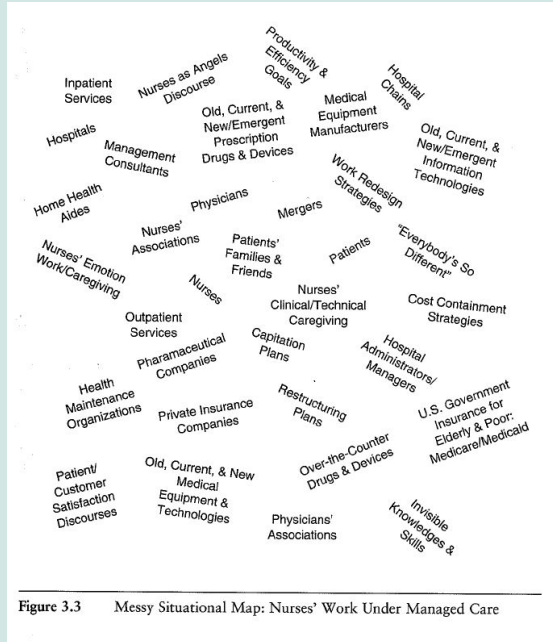 Productivity &
Efficiency
Goals
Inpatient
Services
Nurses as Angels
Discourse
Hospital
Chains
Hospitals
Management
Consultants
Old, Current, &
New/Emergent
Prescription
Drugs & Devices
Medical
Equipment
Manufacturers
Old, Current, &
New/Emergent
Information
Technologies
Home Health
Aides
Physicians
Mergers
Work Redesign
Strategies
Nurses'
Associations
Patients'
Families &
Friends
Patients
"Everybody's So
Different"
Nurses' Emotion
Work/Caregiving
Nurses
Nurses'
Clinical/Technical
Caregiving
Cost Containment
Strategies
Outpatient
Services
Pharamaceutical
Companies
Capitation
Plans
Hospital
Administrators/
Managers
Health
Maintenance
Organizations
Private Insurance
Companies
Restructuring
Plans
U.S. Government
Insurance for
Elderly & Poor:
Medicare/Medicaid
Patient/
Customer
Satisfaction
Discourses
Old, Current, & New
Medical
Equipment &
Technologies
Over-the-Counter
Drugs & Devices
Physicians'
Associations
Invisible
Knowledges &
Skills
Figure 3.3 Messy Situational Map: Nurses' Work Under Managed Care